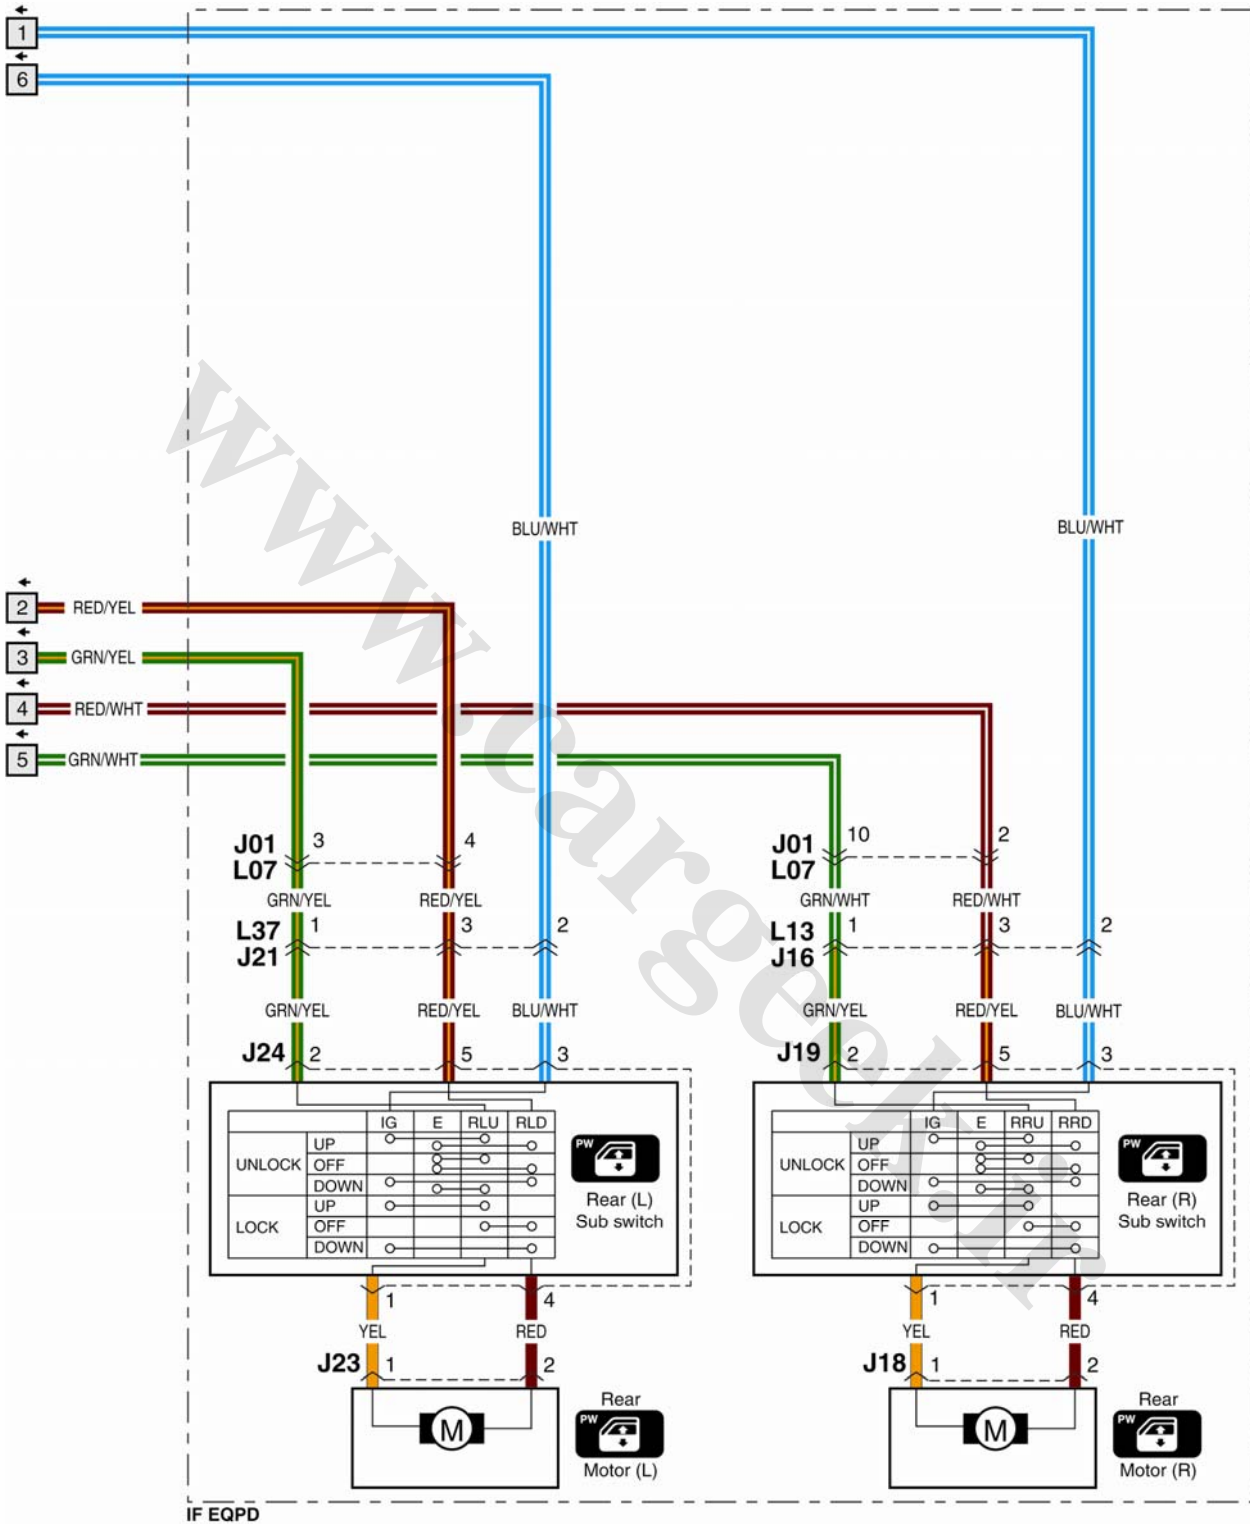 1
6
BLU/WHT
BLU/WHT
2
RED/YEL
3
GRN/YEL
4
RED/WHT
5
GRN/WHT
J01 3 4
L07
J01 10 2
L07
GRN/YEL RED/YEL
GRN/WHT RED/WHT
L37 1 3 2
J21
L13 1 3 2
J16
GRN/YEL RED/YEL BLU/WHT
GRN/YEL RED/YEL BLU/WHT
J24 2 5 3
J19 2 5 3
IG E RLU RLD
UNLOCK
UP
OFF
DOWN
LOCK
UP
OFF
DOWN
PW
Rear (L)
Sub switch
IG E RRU RRD
UNLOCK
UP
OFF
DOWN
LOCK
UP
OFF
DOWN
PW
Rear (R)
Sub switch
1 4
YEL RED
J23 1 2
M
Rear
PW
Motor (L)
1 4
YEL RED
J18 1 2
M
Rear
PW
Motor (R)
IF EQPD
www.cargeek.ir